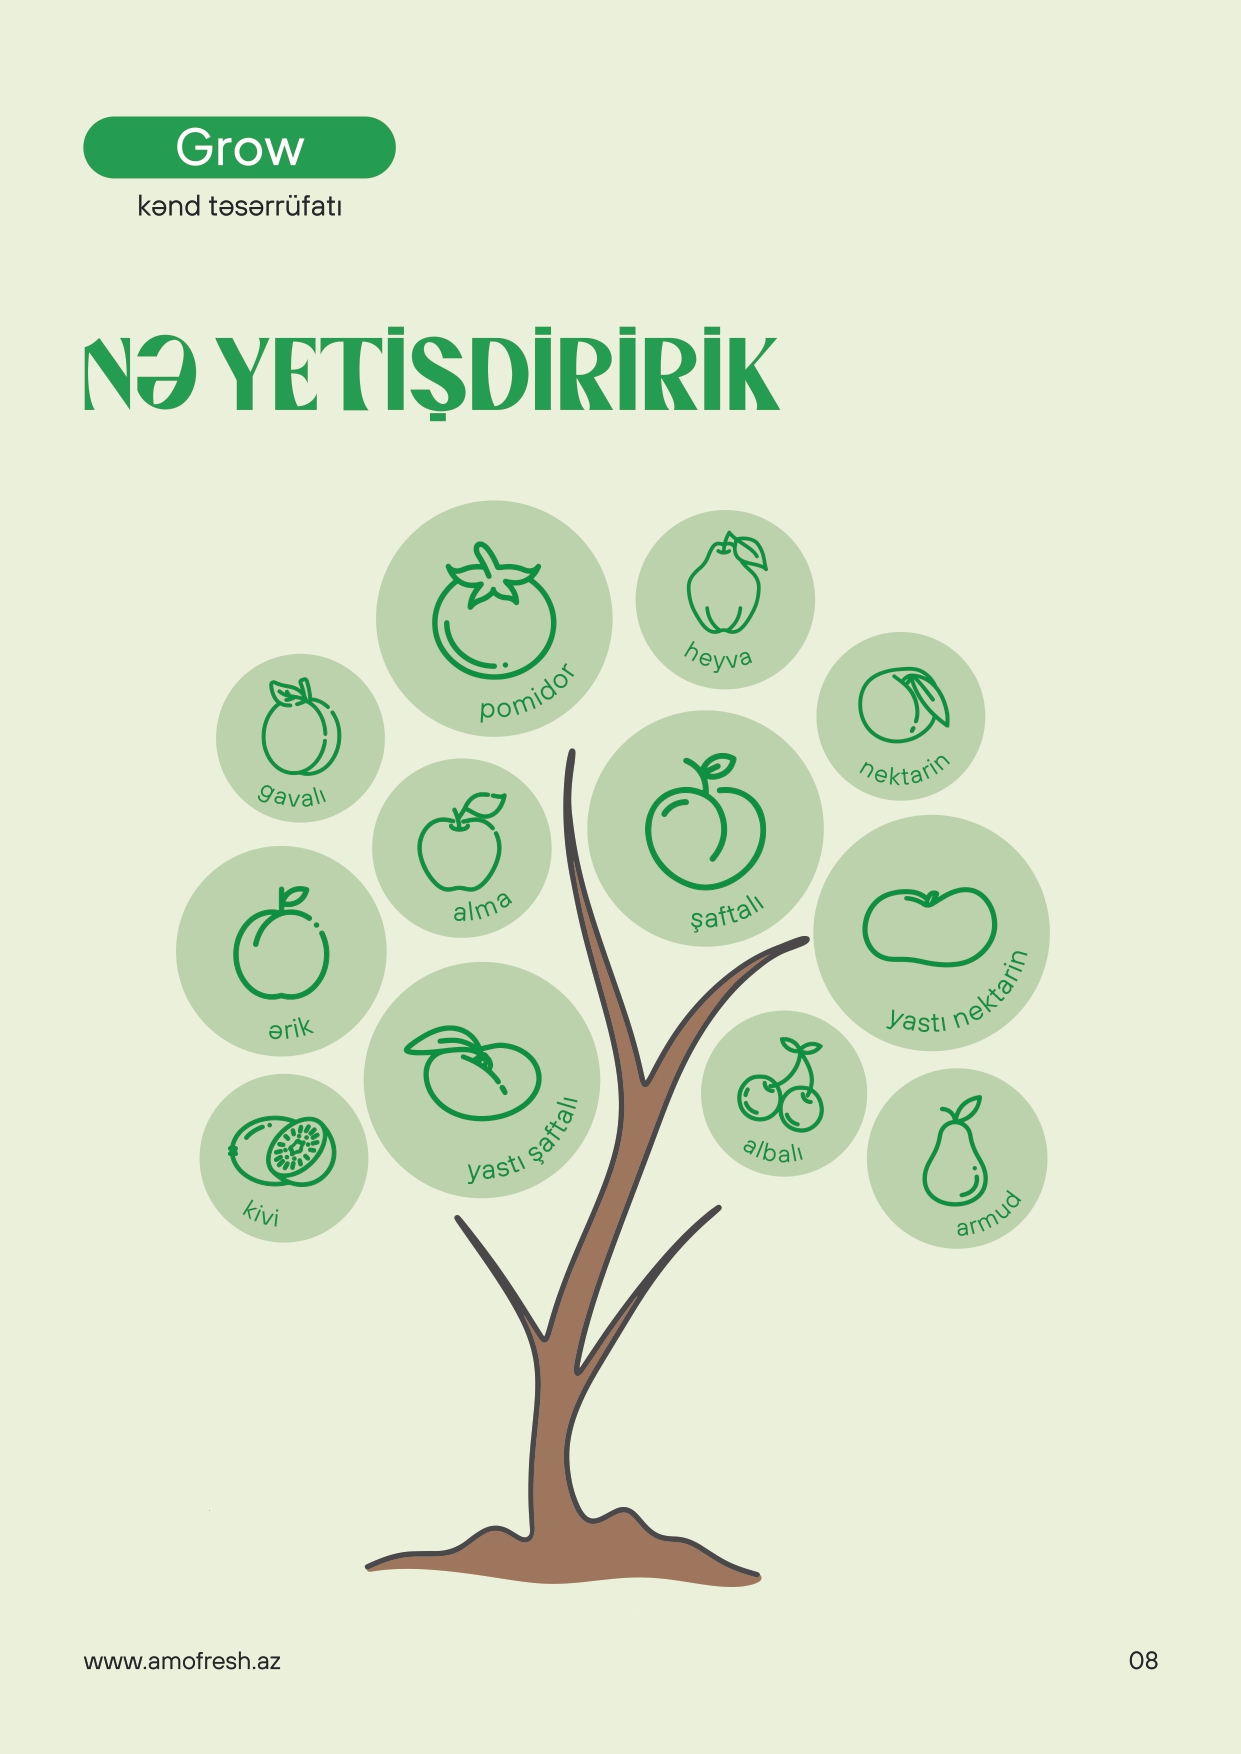 Grow
kənd təsərrüfatı
NƏ YETİŞDİRİRİK
pomidor
heyva
nektarin
gavalı
alma
şaftalı
yastı nektarin
ərik
yastı şaftalı
albalı
armud
kivi
www.amofresh.az
08